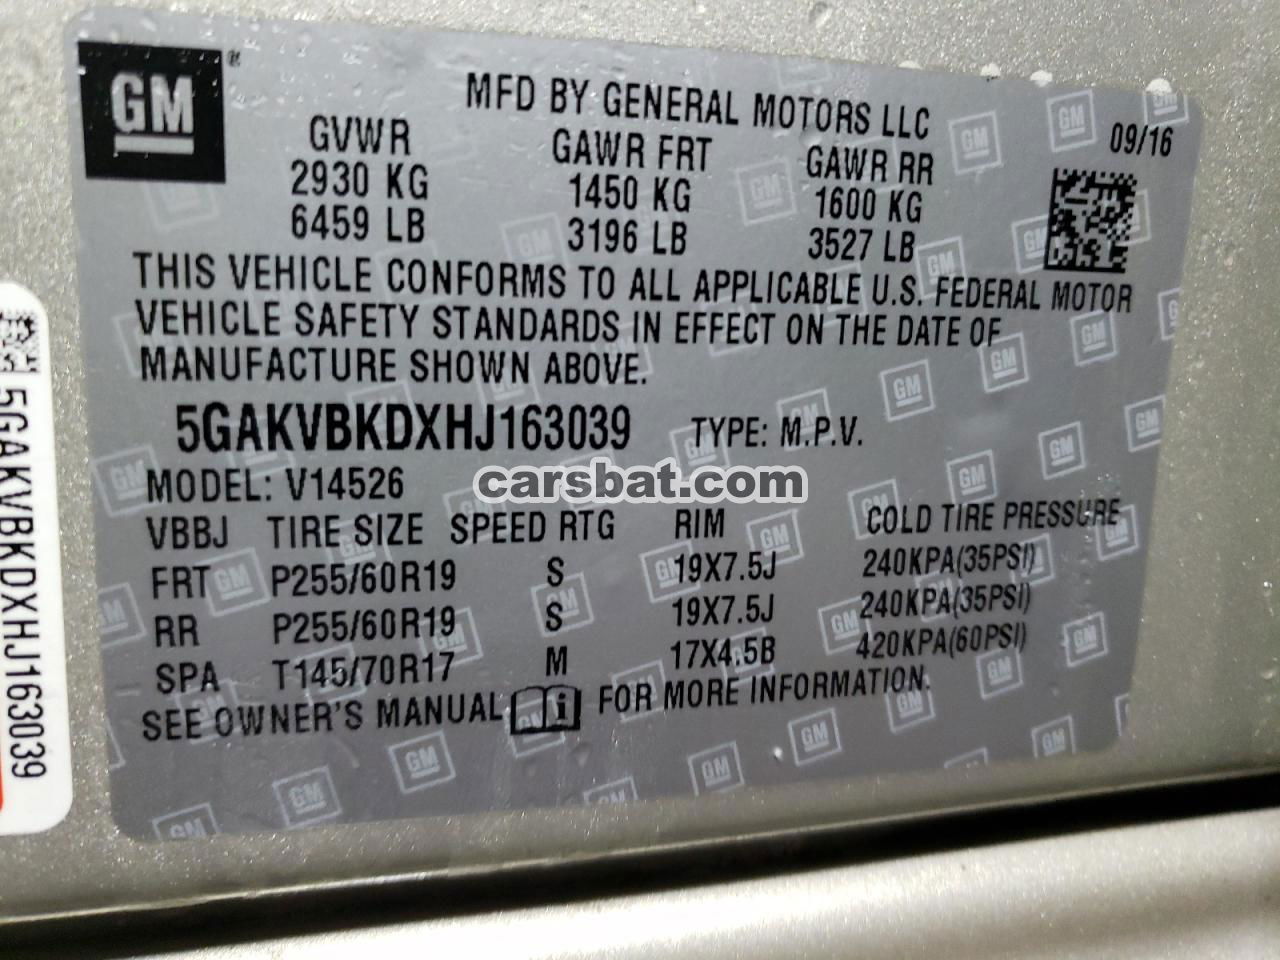 GM®
MFD BY GENERAL MOTORS LLC
09/16
GVWR GAWR FRT GAWR RR
2930 KG 1450 KG 1600 KG
6459 LB 3196 LB 3527 LB
THIS VEHICLE CONFORMS TO ALL APPLICABLE U.S. FEDERAL MOTOR
VEHICLE SAFETY STANDARDS IN EFFECT ON THE DATE OF
MANUFACTURE SHOWN ABOVE.
5GAKVBKDXHJ163039 TYPE: M.P.V.
MODEL: V14526
carsbat.com
VBBJ TIRE SIZE SPEED RTG RIM COLD TIRE PRESSURE
FRT P255/60R19 S 19X7.5J 240KPA(35PSI)
RR P255/60R19 S 19X7.5J 240KPA(35PSI)
SPA T145/70R17 M 17X4.5B 420KPA(60PSI)
SEE OWNER'S MANUAL i FOR MORE INFORMATION.
5GAKVBKDXHJ163039